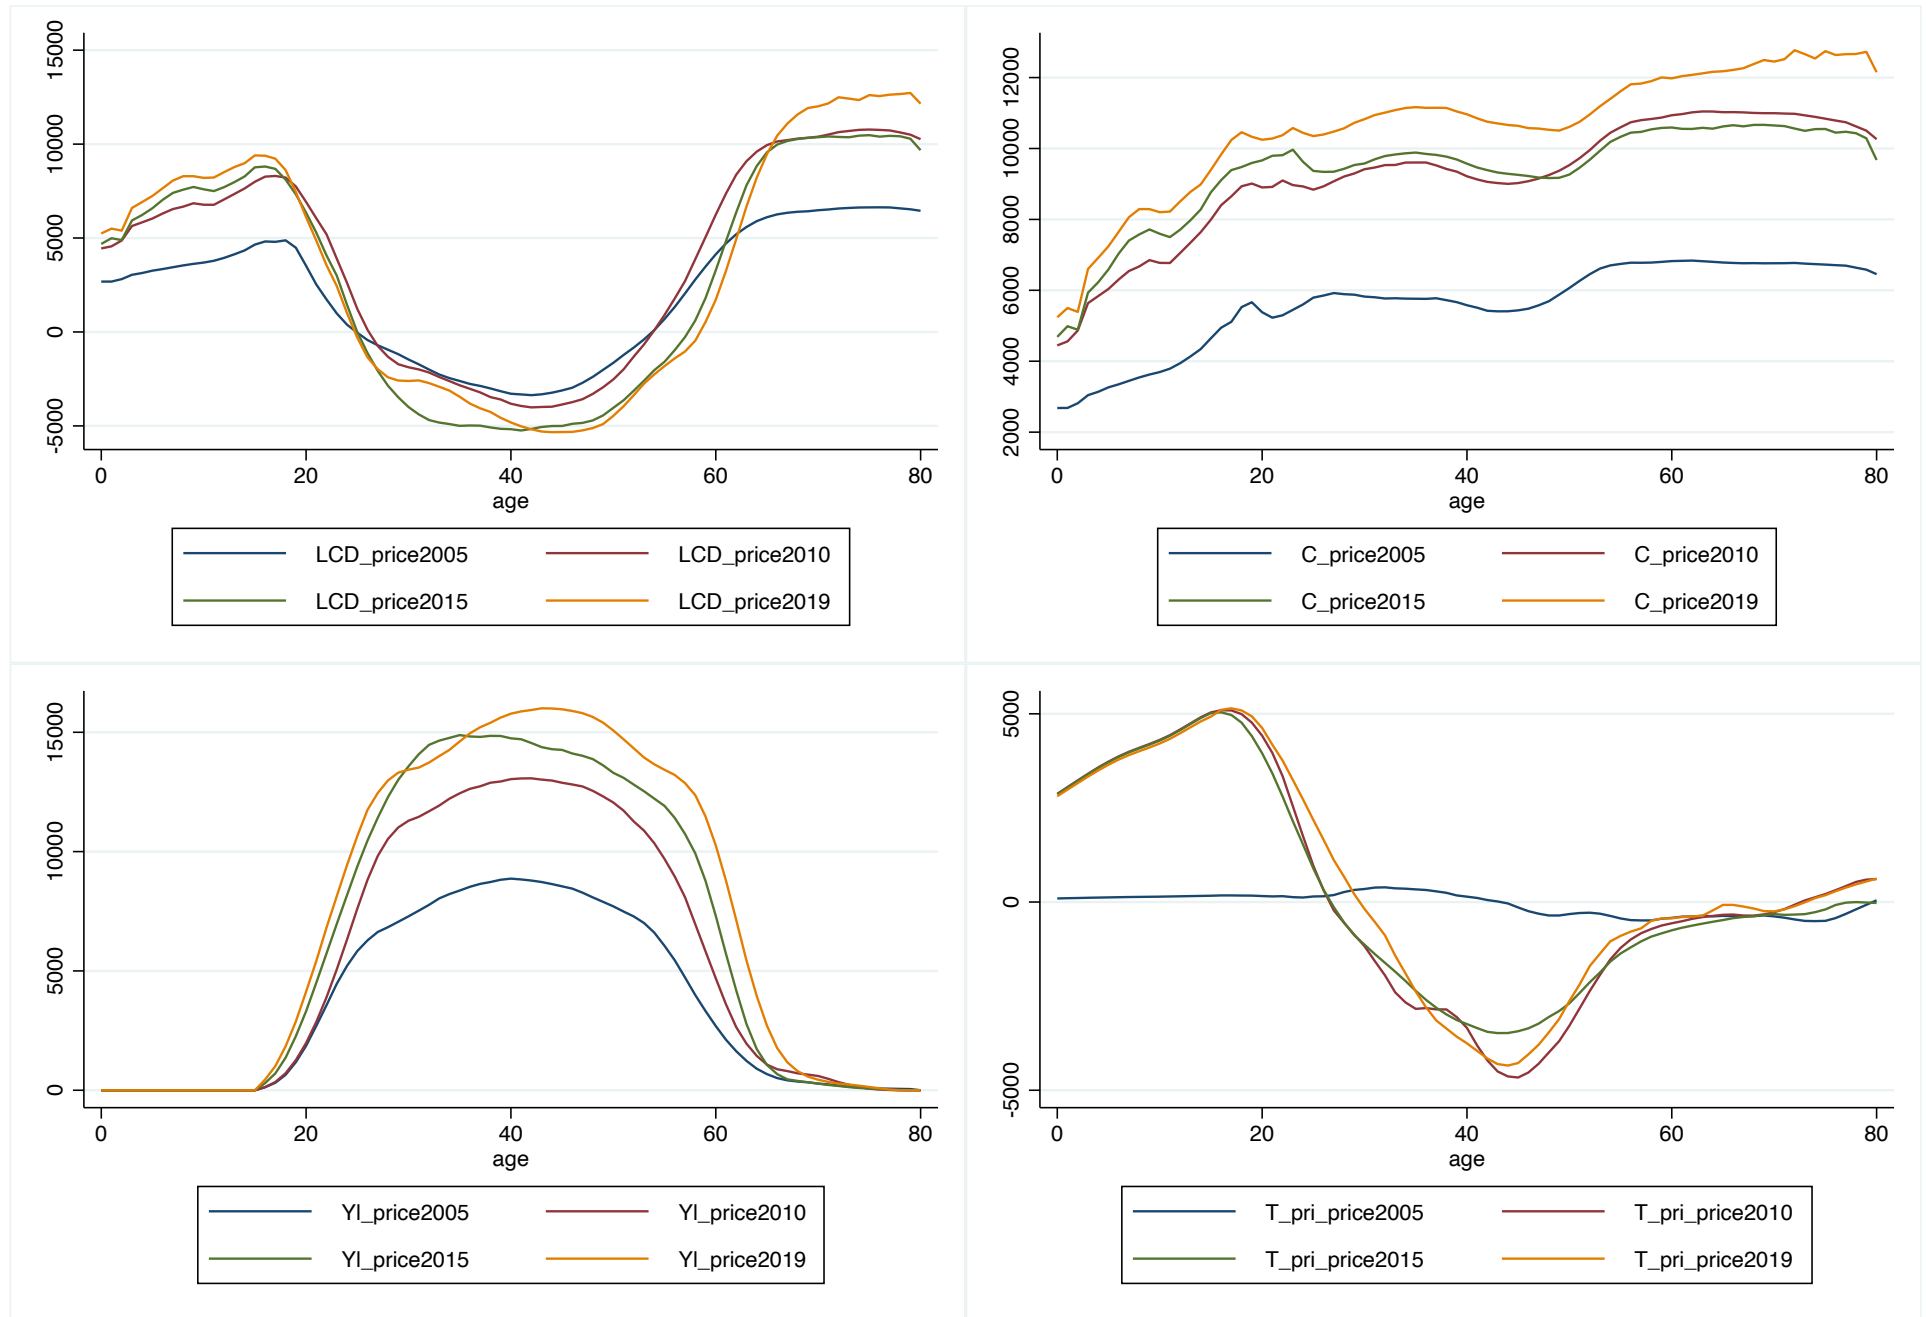 15000
10000
5000
0
-5000
0 20 40 60 80
age
LCD_price2005 LCD_price2010
LCD_price2015 LCD_price2019
12000
10000
8000
6000
4000
2000
0 20 40 60 80
age
C_price2005 C_price2010
C_price2015 C_price2019
15000
10000
5000
0
0 20 40 60 80
age
Yl_price2005 Yl_price2010
Yl_price2015 Yl_price2019
5000
0
-5000
0 20 40 60 80
age
T_pri_price2005 T_pri_price2010
T_pri_price2015 T_pri_price2019